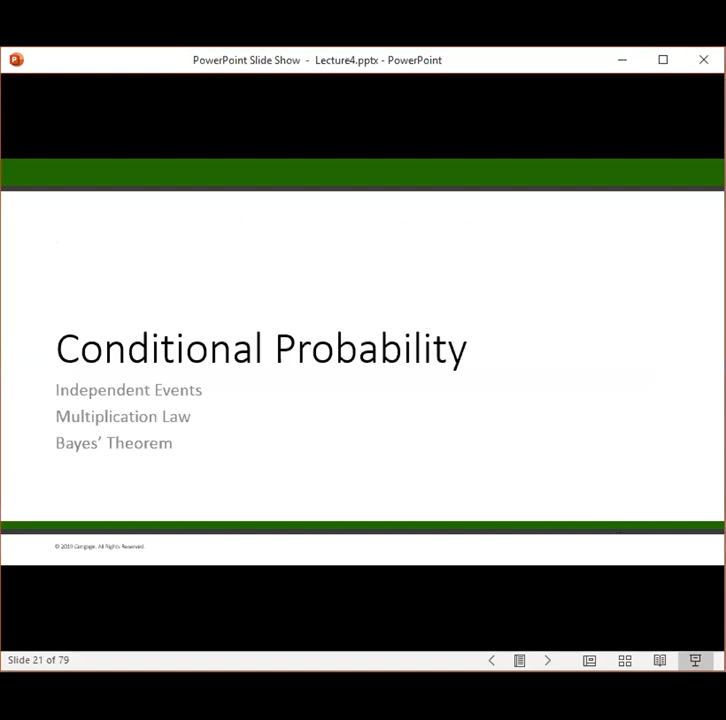 PowerPoint Slide Show - Lecture4.pptx - PowerPoint
Conditional Probability
Independent Events
Multiplication Law
Bayes’ Theorem
© 2019 Cengage. All Rights Reserved.
Slide 21 of 79